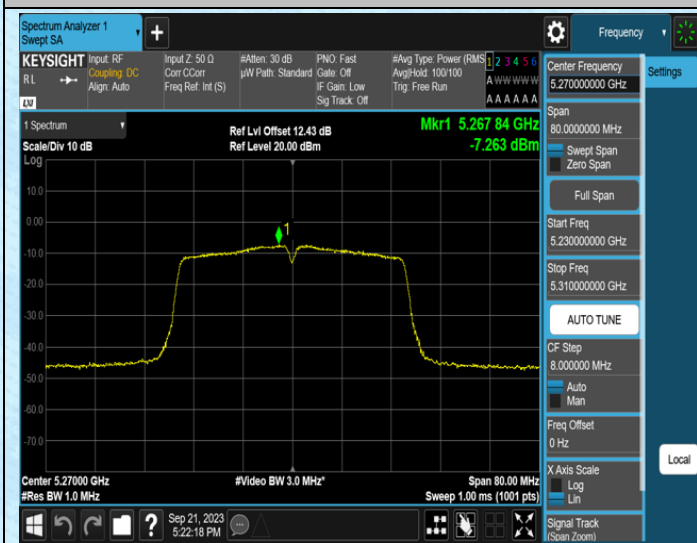 Spectrum Analyzer 1
Swept SA
+
Frequency
KEYSIGHT
RL
LXI
Input: RF
Coupling: DC
Align: Auto
Input Z: 50 Ω
Corr CCorr
Freq Ref: Int (S)
#Atten: 30 dB
µW Path: Standard
PNO: Fast
Gate: Off
IF Gain: Low
Sig Track: Off
#Avg Type: Power (RMS
Avg|Hold: 100/100
Trig: Free Run
1 2 3 4 5 6
A W W W W W
A A A A A A
1 Spectrum
Scale/Div 10 dB
Ref Lvl Offset 12.43 dB
Ref Level 20.00 dBm
Mkr1 5.267 84 GHz
-7.263 dBm
Log
10.0
0.00
-10.0
-20.0
-30.0
-40.0
-50.0
-60.0
-70.0
1
Center 5.27000 GHz
#Res BW 1.0 MHz
#Video BW 3.0 MHz*
Span 80.00 MHz
Sweep 1.00 ms (1001 pts)
?
Sep 21, 2023
5:22:18 PM
Center Frequency
5.270000000 GHz
Span
80.0000000 MHz
Swept Span
Zero Span
Full Span
Start Freq
5.230000000 GHz
Stop Freq
5.310000000 GHz
AUTO TUNE
CF Step
8.000000 MHz
Auto
Man
Freq Offset
0 Hz
X Axis Scale
Log
Lin
Signal Track
(Span Zoom)
Settings
Local